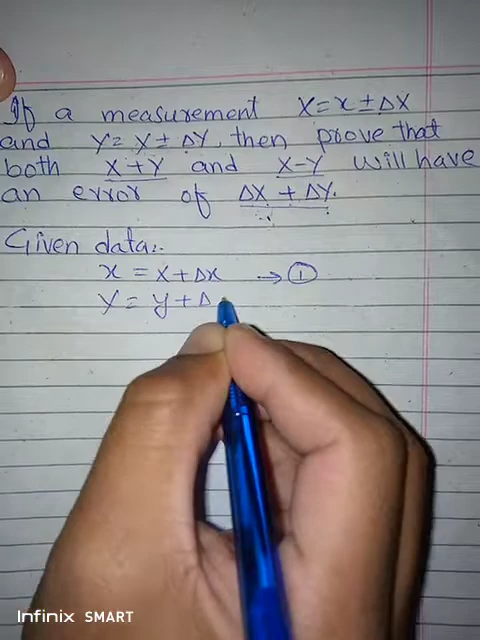 If a measurement X = x ± ΔX
and Y = Y ± ΔY, then prove that
both X+Y and X-Y will have
an error of ΔX + ΔY.
Given data:.
x = x + Δx → ①
Y = y + Δ
Infinix SMART